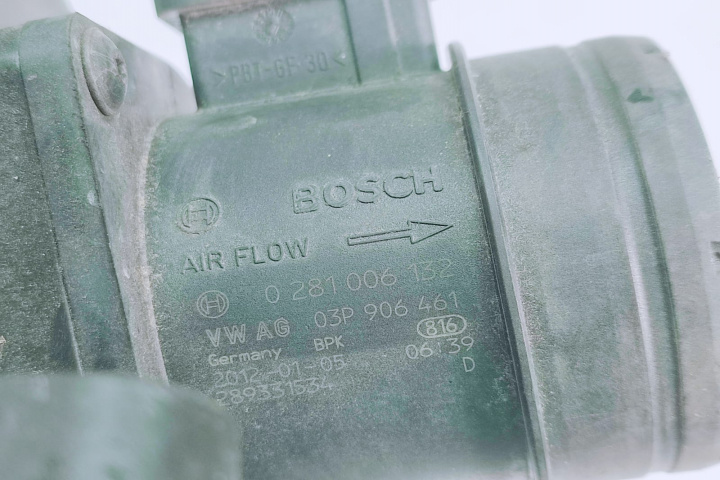 >PBT-GF30<
BOSCH
AIR FLOW
0 281 006 132
VW AG 03P 906 461
Germany BPK 816
2012-01-05 06:39
289331534 D